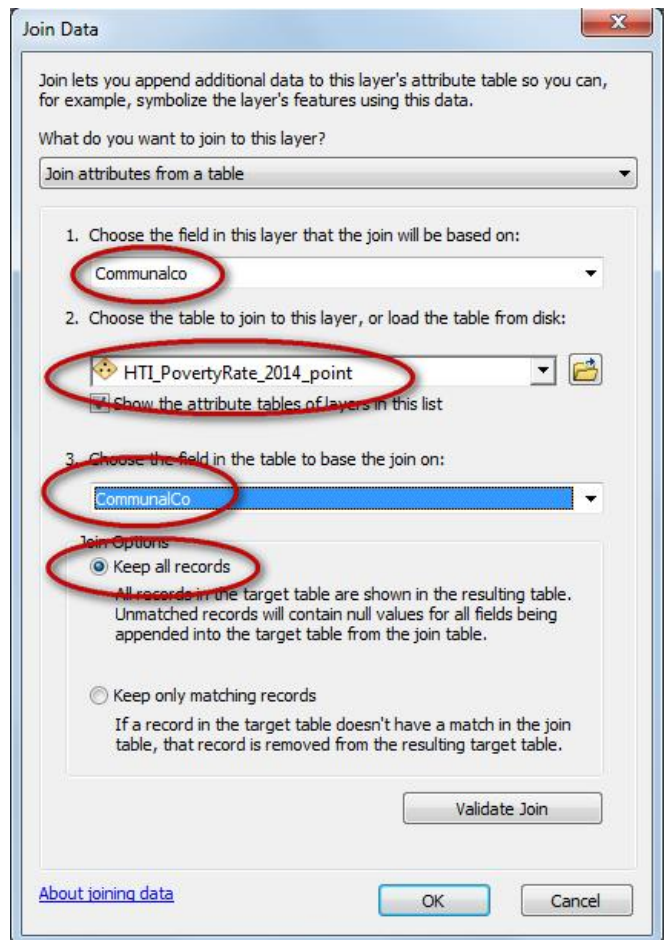 Join Data
Join lets you append additional data to this layer's attribute table so you can,
for example, symbolize the layer's features using this data.
What do you want to join to this layer?
Join attributes from a table
1. Choose the field in this layer that the join will be based on:
Communalco
2. Choose the table to join to this layer, or load the table from disk:
HTI_PovertyRate_2014_point
Show the attribute tables of layers in this list
3. Choose the field in the table to base the join on:
CommunalCo
Join Options
Keep all records
All records in the target table are shown in the resulting table.
Unmatched records will contain null values for all fields being
appended into the target table from the join table.
Keep only matching records
If a record in the target table doesn't have a match in the join
table, that record is removed from the resulting target table.
Validate Join
About joining data
OK
Cancel